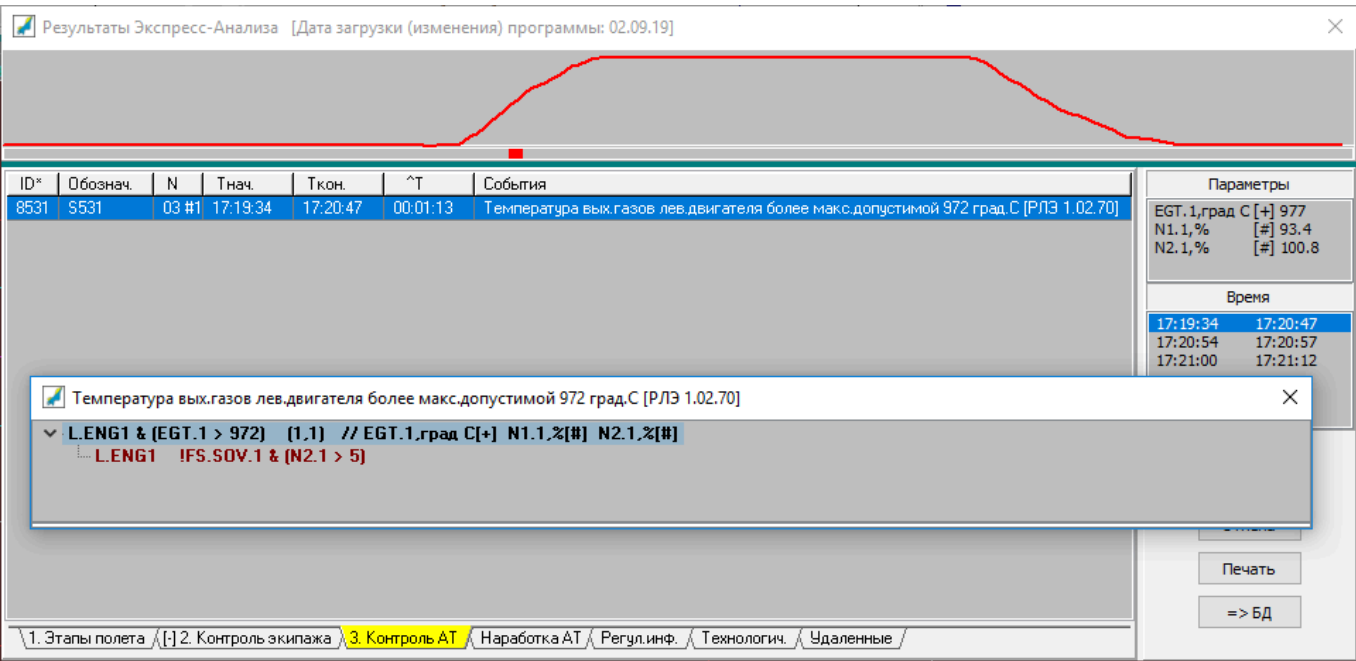 Результаты Экспресс-Анализа [Дата загрузки (изменения) программы: 02.09.19]
ID* Обознач. N Тнач. Ткон. ^T События
8531 S531 03 #1 17:19:34 17:20:47 00:01:13 Температура вых.газов лев.двигателя более макс.допустимой 972 град.С [РЛЭ 1.02.70]
Параметры
EGT.1,град С [+] 977
N1.1,% [#] 93.4
N2.1,% [#] 100.8
Время
17:19:34 17:20:47
17:20:54 17:20:57
17:21:00 17:21:12
Температура вых.газов лев.двигателя более макс.допустимой 972 град.С [РЛЭ 1.02.70]
L.ENG1 & (EGT.1 > 972) (1,1) // EGT.1,град С[+] N1.1,%[#] N2.1,%[#]
L.ENG1 !FS.SOV.1 & (N2.1 > 5)
Печать
=> БД
1. Этапы полета [-] 2. Контроль экипажа 3. Контроль АТ Наработка АТ Регул.инф. Технологич. Удаленные